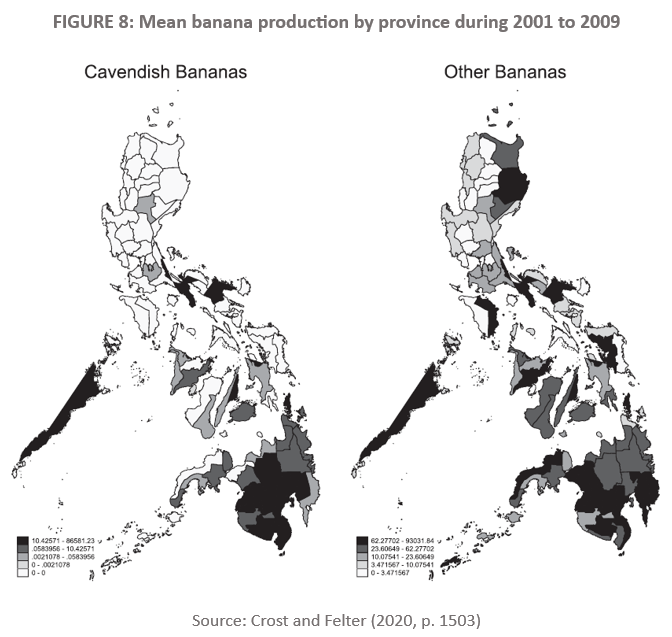 FIGURE 8: Mean banana production by province during 2001 to 2009
Cavendish Bananas
Other Bananas
10.42571 - 86581.23
.0583956 - 10.42571
.0021078 - .0583956
0 - .0021078
0 - 0
62.27702 - 93031.84
23.60649 - 62.27702
10.07541 - 23.60649
3.471567 - 10.07541
0 - 3.471567
Source: Crost and Felter (2020, p. 1503)